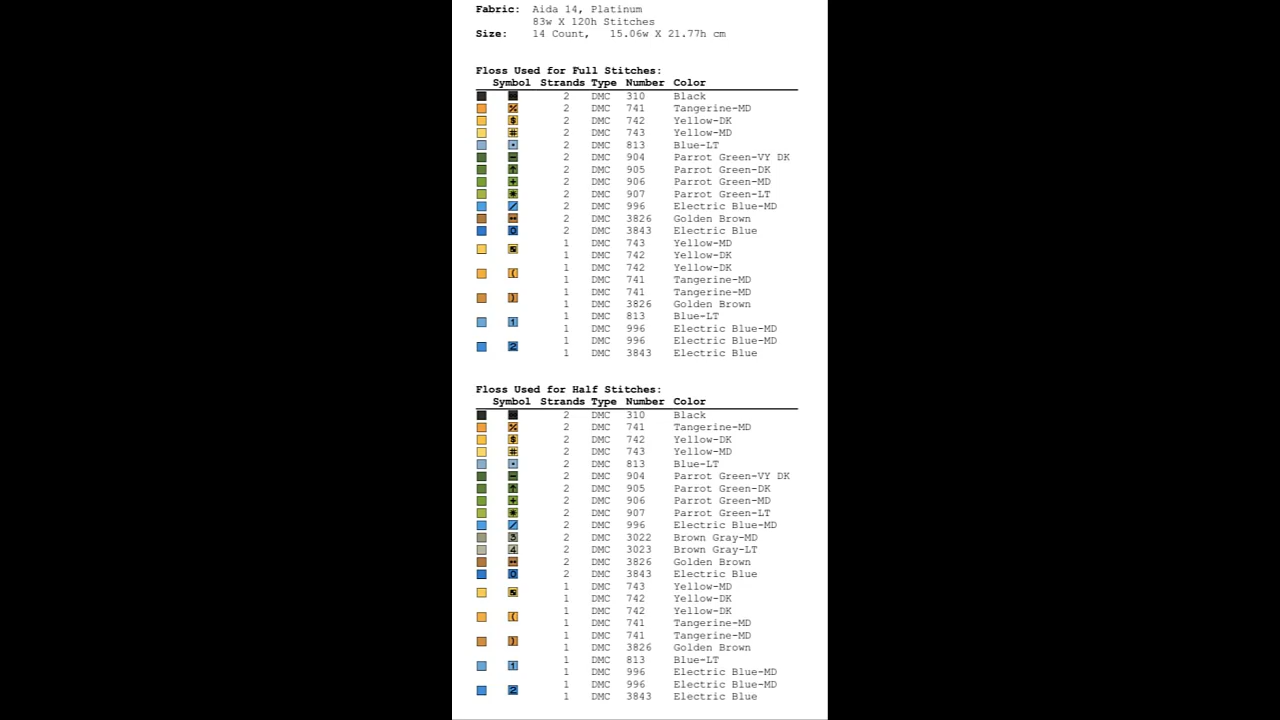 Fabric: Aida 14, Platinum
83w X 120h Stitches
Size: 14 Count, 15.06w X 21.77h cm
Floss Used for Full Stitches:
Symbol Strands Type Number Color
2 DMC 310 Black
% 2 DMC 741 Tangerine-MD
$ 2 DMC 742 Yellow-DK
# 2 DMC 743 Yellow-MD
• 2 DMC 813 Blue-LT
− 2 DMC 904 Parrot Green-VY DK
↑ 2 DMC 905 Parrot Green-DK
+ 2 DMC 906 Parrot Green-MD
* 2 DMC 907 Parrot Green-LT
/ 2 DMC 996 Electric Blue-MD
2 DMC 3826 Golden Brown
0 2 DMC 3843 Electric Blue
1 DMC 743 Yellow-MD
1 DMC 742 Yellow-DK
( 1 DMC 742 Yellow-DK
1 DMC 741 Tangerine-MD
) 1 DMC 741 Tangerine-MD
1 DMC 3826 Golden Brown
1 1 DMC 813 Blue-LT
1 DMC 996 Electric Blue-MD
2 1 DMC 996 Electric Blue-MD
1 DMC 3843 Electric Blue
Floss Used for Half Stitches:
Symbol Strands Type Number Color
2 DMC 310 Black
% 2 DMC 741 Tangerine-MD
$ 2 DMC 742 Yellow-DK
# 2 DMC 743 Yellow-MD
• 2 DMC 813 Blue-LT
− 2 DMC 904 Parrot Green-VY DK
↑ 2 DMC 905 Parrot Green-DK
+ 2 DMC 906 Parrot Green-MD
* 2 DMC 907 Parrot Green-LT
/ 2 DMC 996 Electric Blue-MD
3 2 DMC 3022 Brown Gray-MD
4 2 DMC 3023 Brown Gray-LT
2 DMC 3826 Golden Brown
0 2 DMC 3843 Electric Blue
1 DMC 743 Yellow-MD
1 DMC 742 Yellow-DK
( 1 DMC 742 Yellow-DK
1 DMC 741 Tangerine-MD
) 1 DMC 741 Tangerine-MD
1 DMC 3826 Golden Brown
1 1 DMC 813 Blue-LT
1 DMC 996 Electric Blue-MD
2 1 DMC 996 Electric Blue-MD
1 DMC 3843 Electric Blue